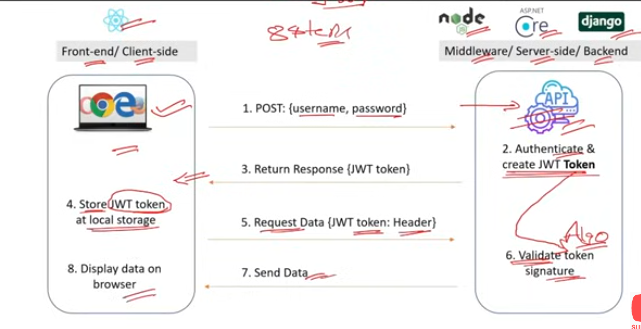 node
JS
ASP.NET
Core
django
Front-end/ Client-side
Middleware/ Server-side/ Backend
API
1. POST: {username, password}
2. Authenticate &
create JWT Token
3. Return Response {JWT token}
4. Store JWT token
at local storage
5. Request Data {JWT token: Header}
Algo
6. Validate token
signature
7. Send Data
8. Display data on
browser